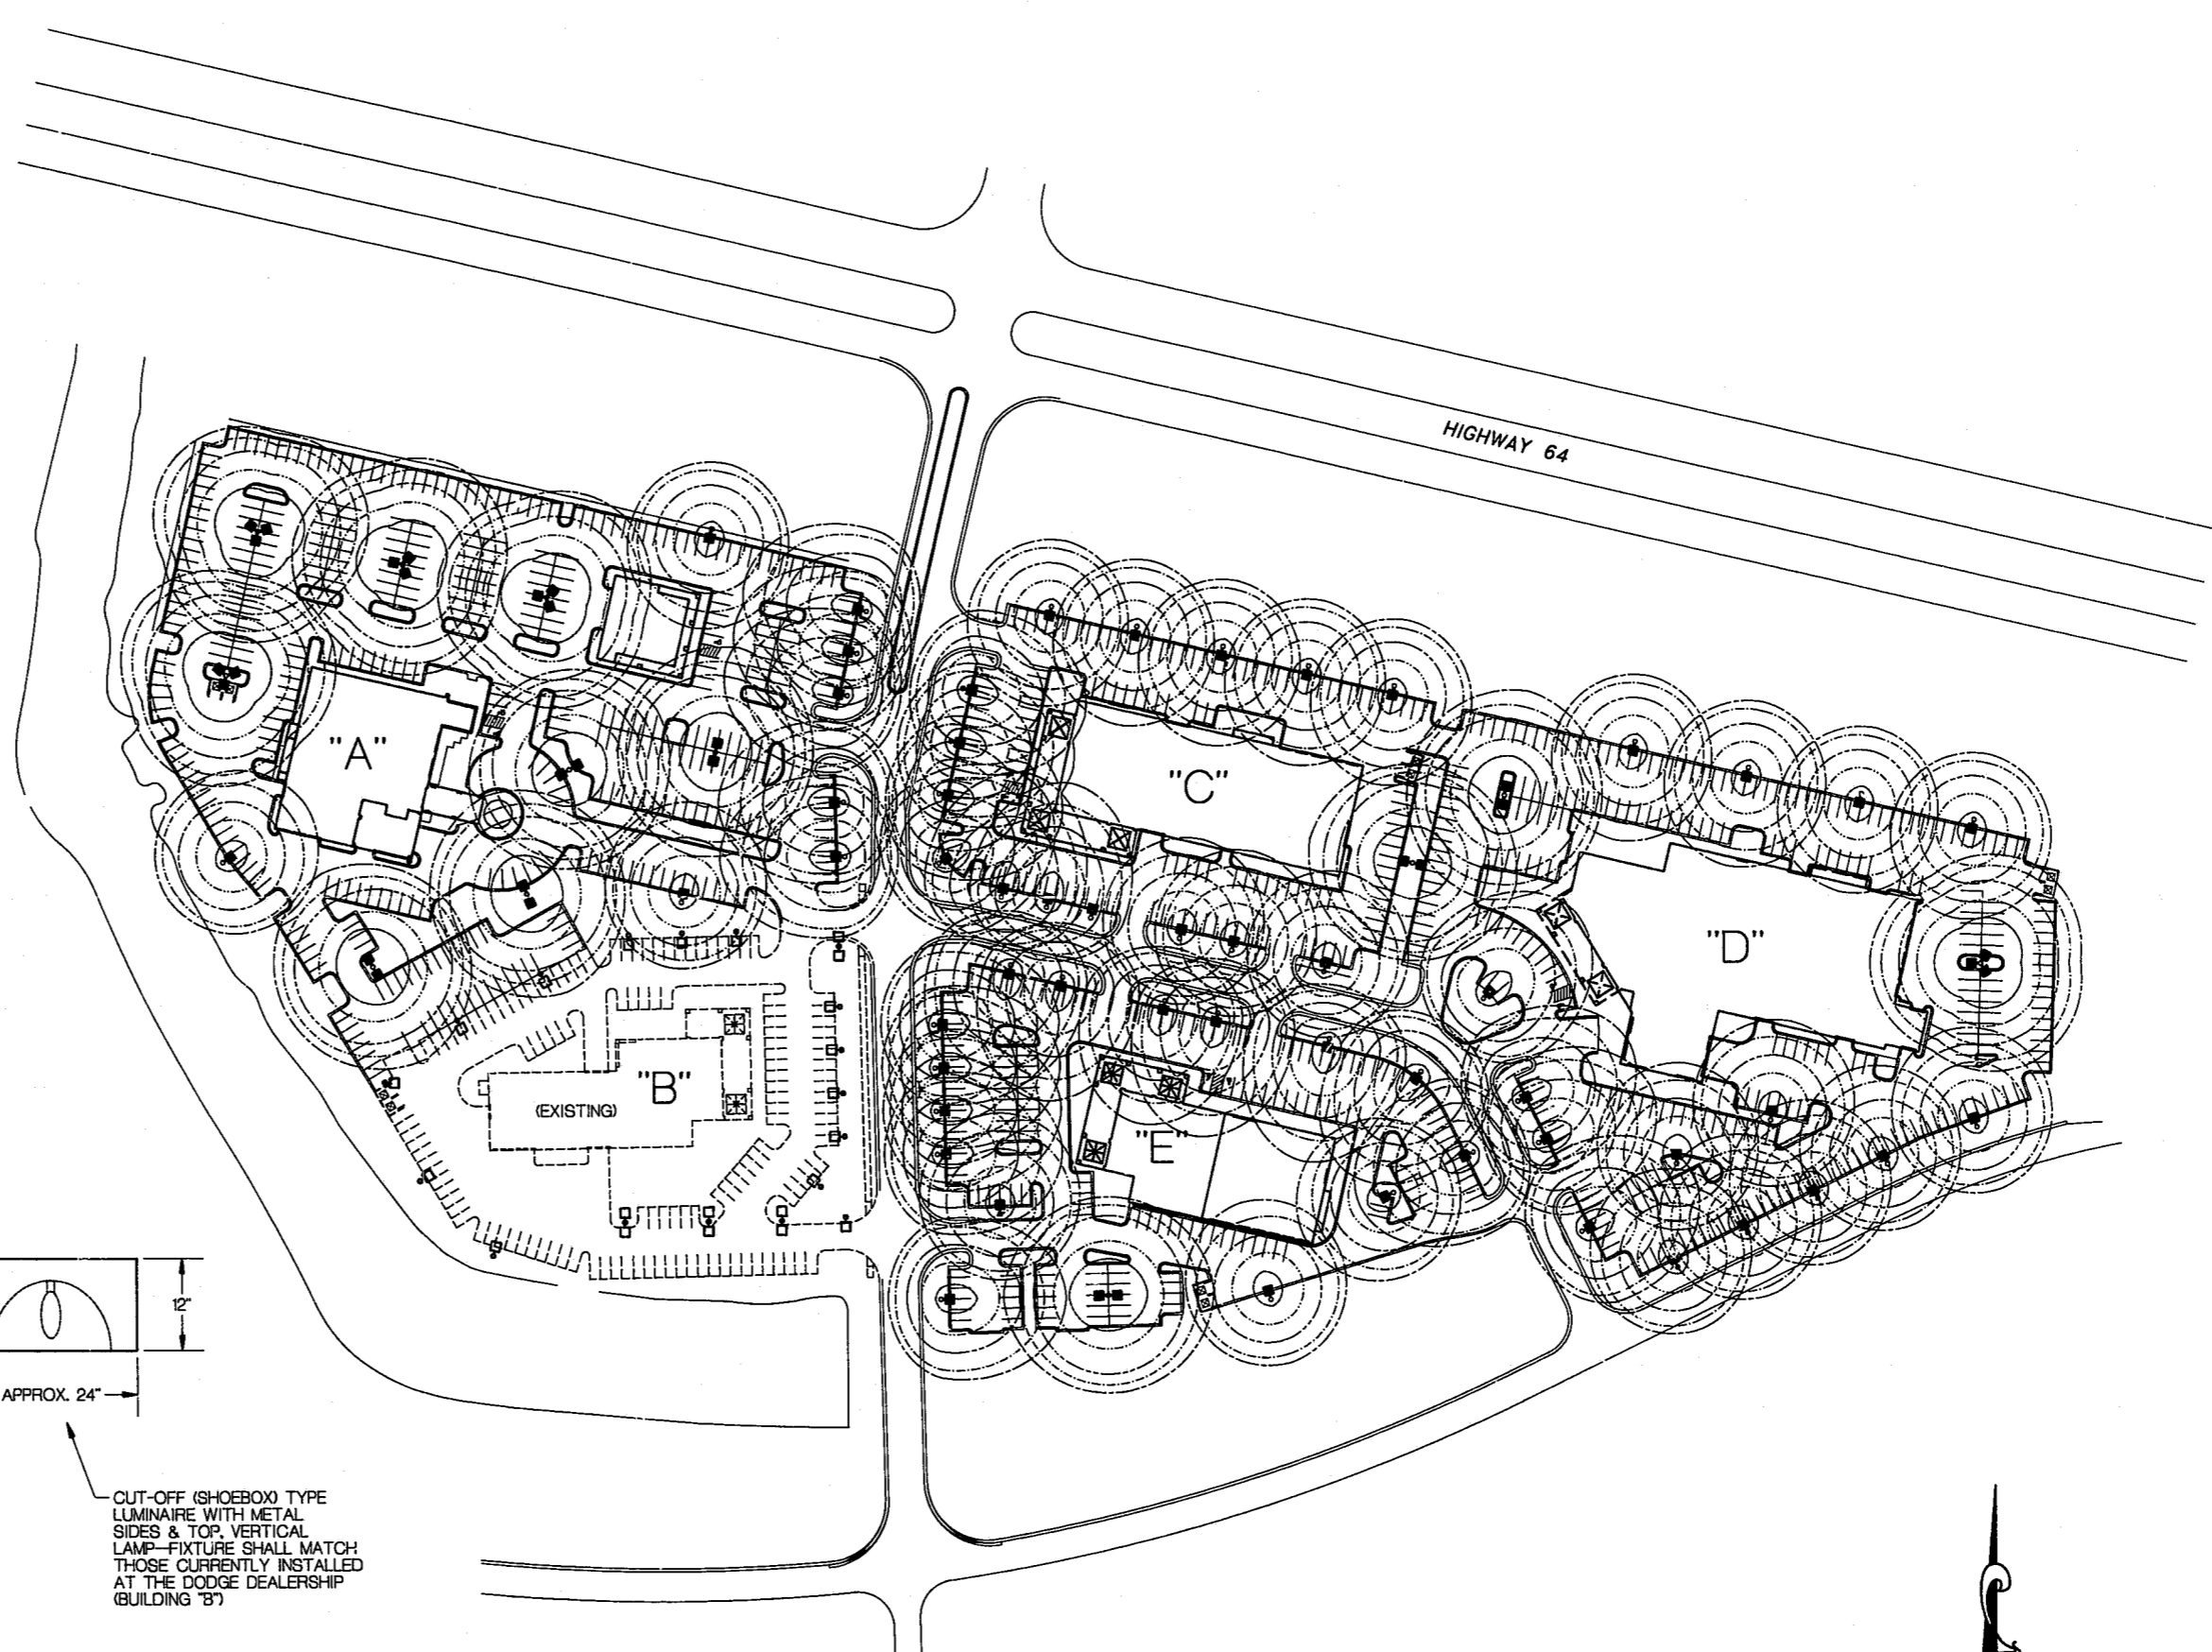 HIGHWAY 64
"A"
"C"
"D"
"B"
(EXISTING)
"E"
12"
APPROX. 24"
CUT-OFF (SHOEBOX) TYPE
LUMINAIRE WITH METAL
SIDES & TOP, VERTICAL
LAMP-FIXTURE SHALL MATCH
THOSE CURRENTLY INSTALLED
AT THE DODGE DEALERSHIP
(BUILDING "B")